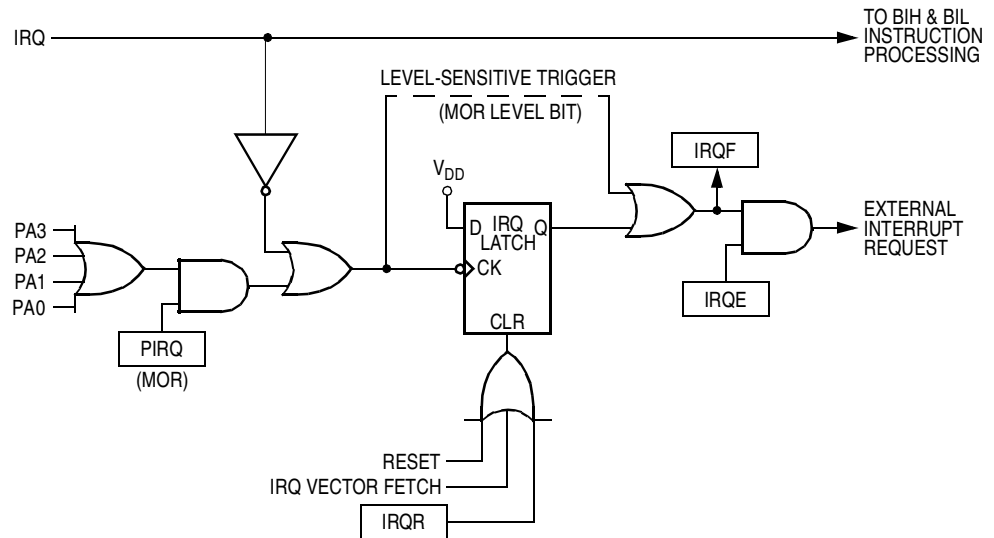 IRQ
TO BIH & BIL
INSTRUCTION
PROCESSING
LEVEL-SENSITIVE TRIGGER
(MOR LEVEL BIT)
IRQF
VDD
PA3
PA2
PA1
PA0
D IRQ Q
LATCH
CK
CLR
EXTERNAL
INTERRUPT
REQUEST
IRQE
PIRQ
(MOR)
RESET
IRQ VECTOR FETCH
IRQR